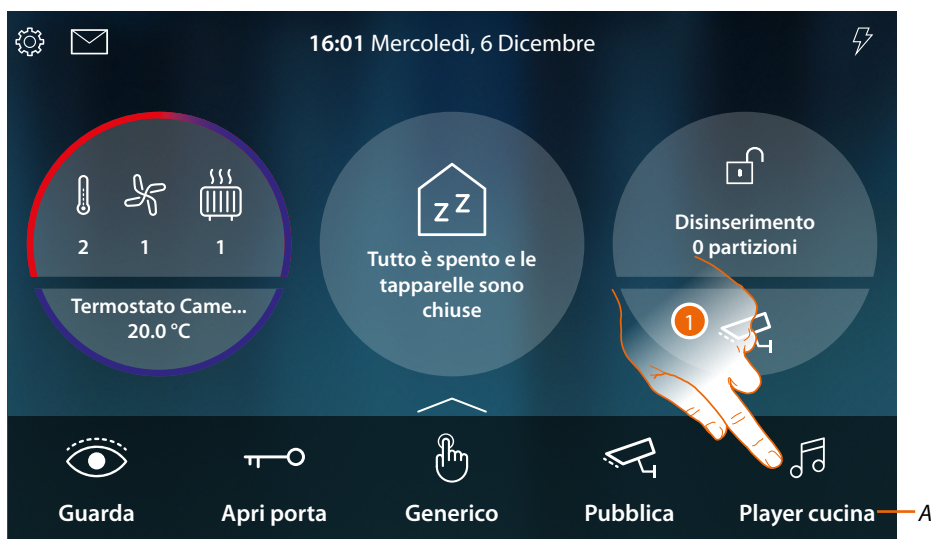 16:01 Mercoledì, 6 Dicembre
2 1 1
Termostato Came...
20.0 °C
z Z
Tutto è spento e le
tapparelle sono
chiuse
Disinserimento
0 partizioni
1
Guarda Apri porta Generico Pubblica Player cucina A